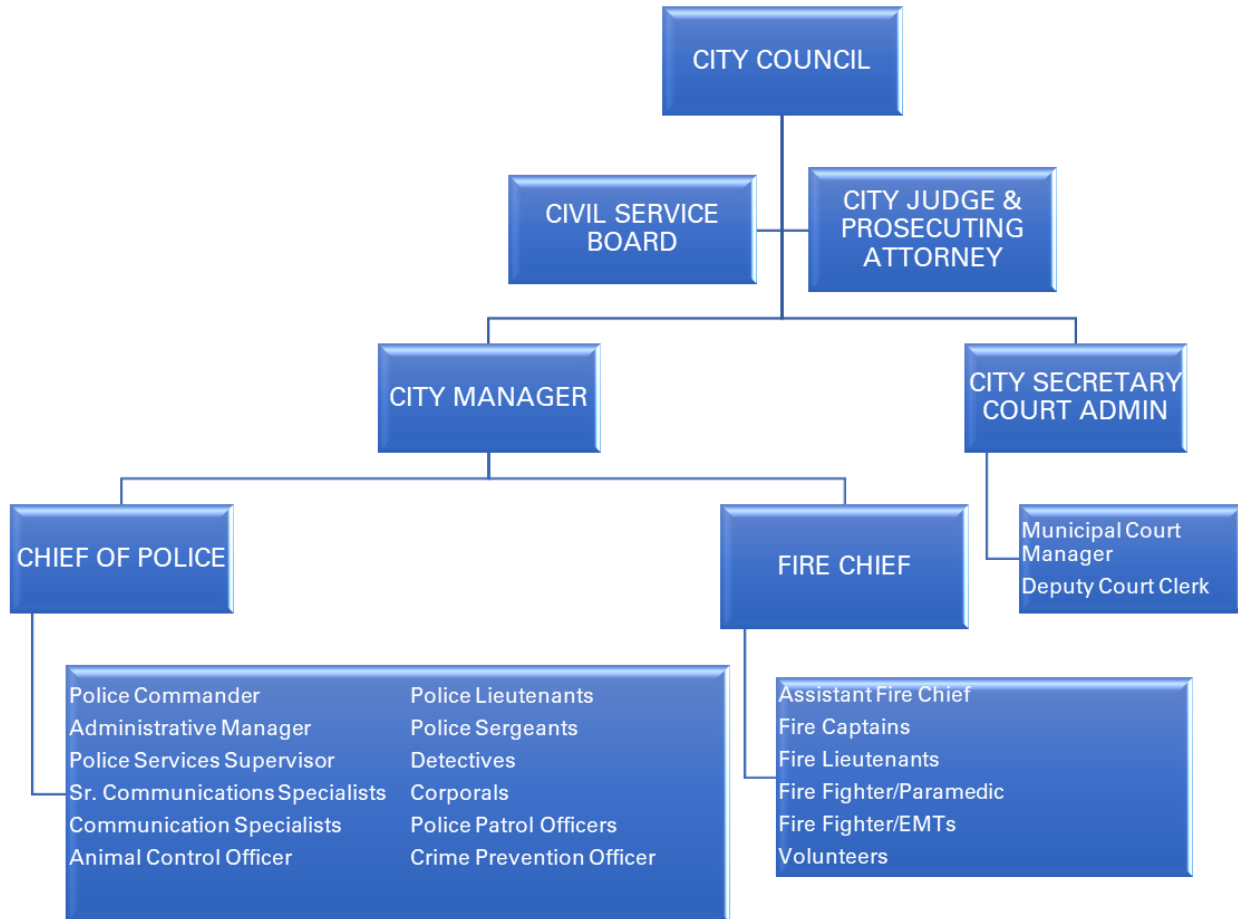 CITY COUNCIL
CIVIL SERVICE
BOARD
CITY JUDGE &
PROSECUTING
ATTORNEY
CITY MANAGER
CITY SECRETARY
COURT ADMIN
CHIEF OF POLICE
FIRE CHIEF
Municipal Court
Manager
Deputy Court Clerk
Police Commander
Administrative Manager
Police Services Supervisor
Sr. Communications Specialists
Communication Specialists
Animal Control Officer
Police Lieutenants
Police Sergeants
Detectives
Corporals
Police Patrol Officers
Crime Prevention Officer
Assistant Fire Chief
Fire Captains
Fire Lieutenants
Fire Fighter/Paramedic
Fire Fighter/EMTs
Volunteers